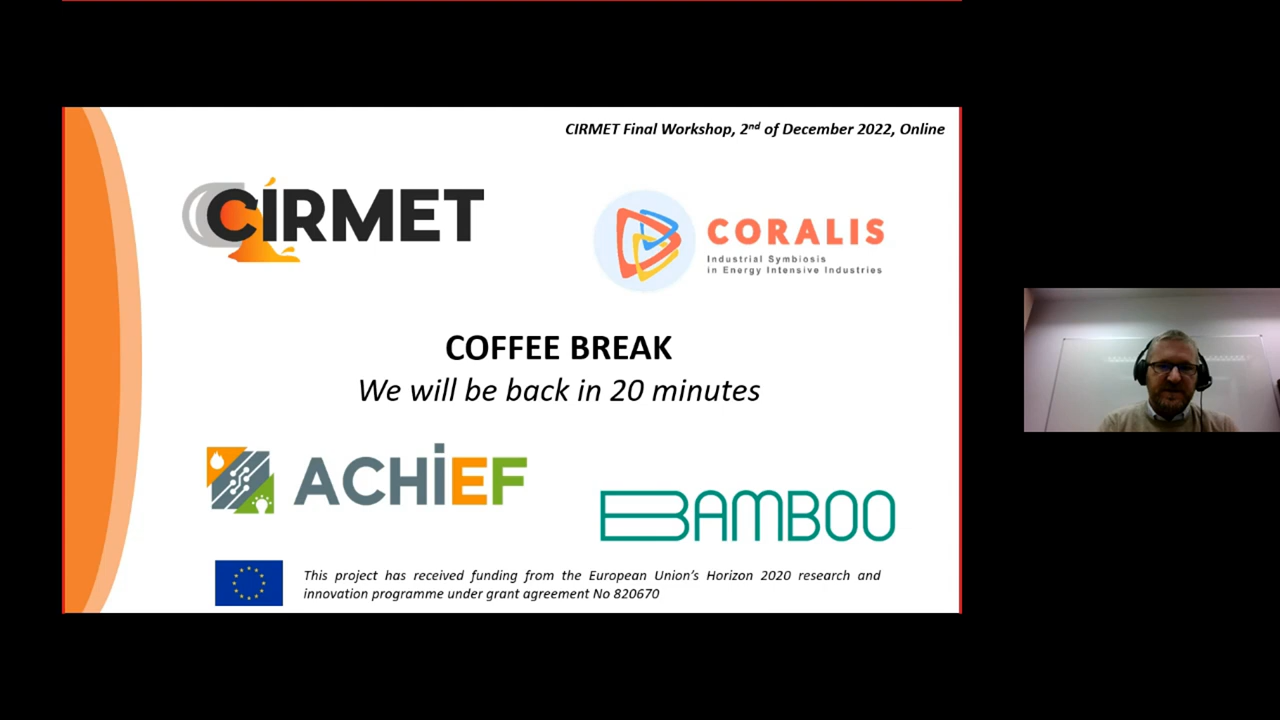 CIRMET Final Workshop, 2nd of December 2022, Online
CIRMET
CORALIS
Industrial Symbiosis
in Energy Intensive Industries
COFFEE BREAK
We will be back in 20 minutes
ACHiEF
BAMBOO
This project has received funding from the European Union's Horizon 2020 research and
innovation programme under grant agreement No 820670